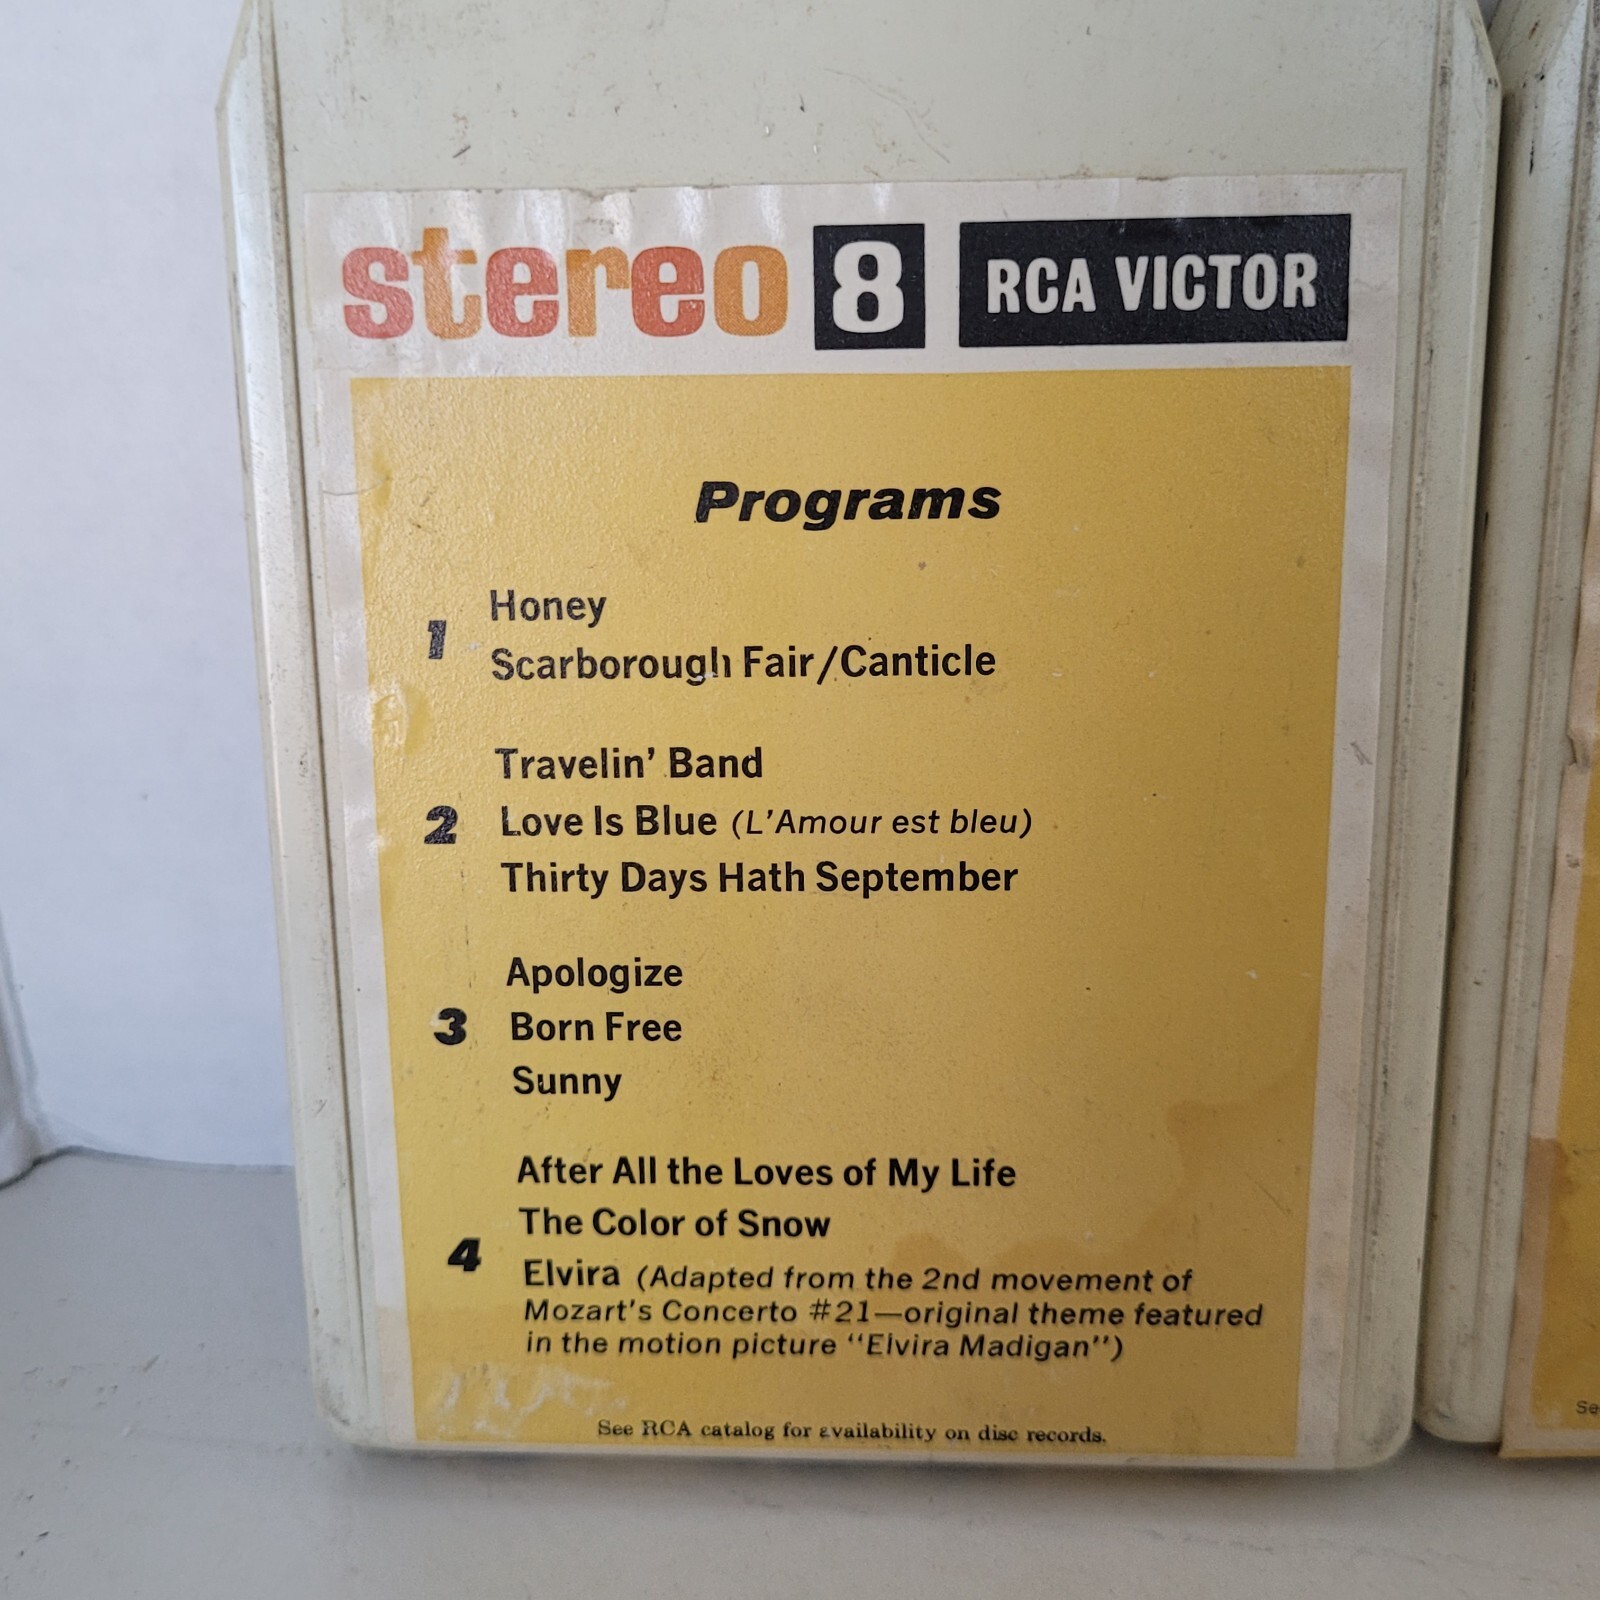 stereo 8 RCA VICTOR
Programs
1
Honey
Scarborough Fair/Canticle
2
Travelin' Band
Love Is Blue (L'Amour est bleu)
Thirty Days Hath September
3
Apologize
Born Free
Sunny
4
After All the Loves of My Life
The Color of Snow
Elvira (Adapted from the 2nd movement of
Mozart's Concerto #21—original theme featured
in the motion picture "Elvira Madigan")
See RCA catalog for availability on disc records.